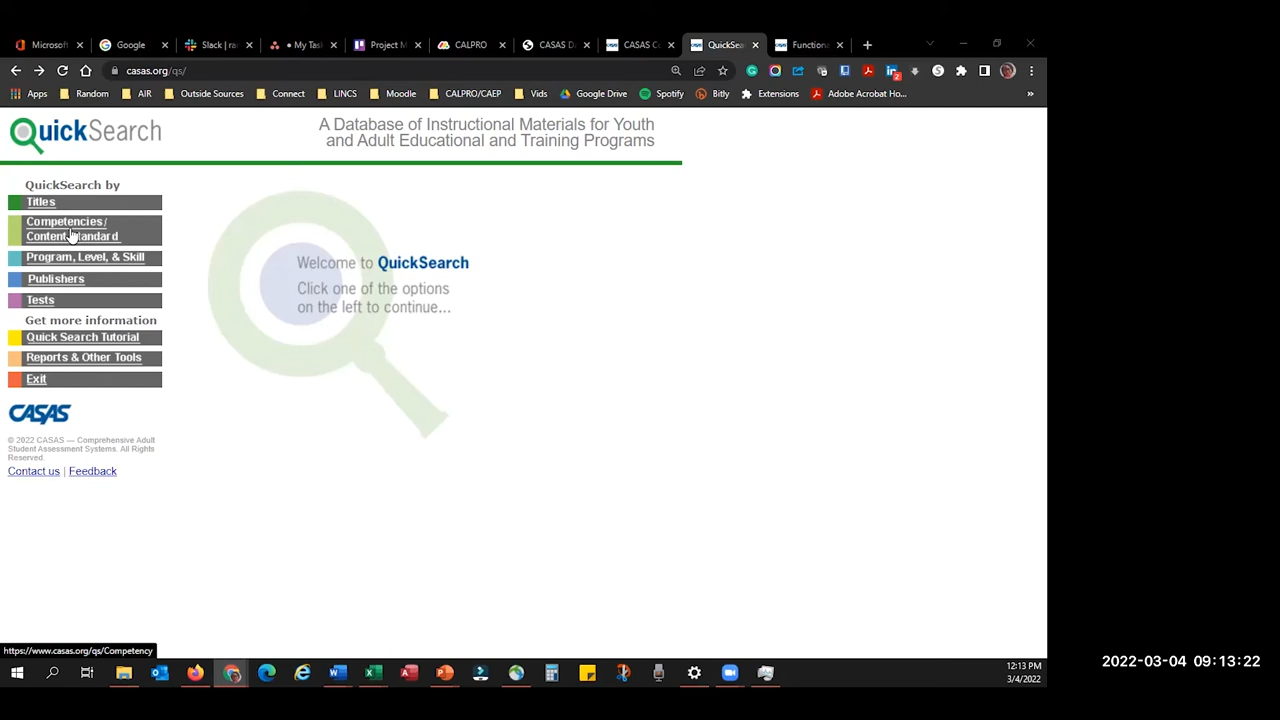 Microsoft
Google
Slack | ra
• My Task
Project M
CALPRO
CASAS D
CASAS C
QuickSea
Functiona
casas.org/qs/
2
Apps
Random
AIR
Outside Sources
Connect
LINCS
Moodle
CALPRO/CAEP
Vids
Google Drive
Spotify
Bitly
Extensions
Adobe Acrobat Ho...
»
QuickSearch
A Database of Instructional Materials for Youth
and Adult Educational and Training Programs
QuickSearch by
Titles
Competencies/
Content Standard
Program, Level, & Skill
Publishers
Tests
Get more information
Quick Search Tutorial
Reports & Other Tools
Exit
Welcome to QuickSearch
Click one of the options
on the left to continue...
CASAS
© 2022 CASAS — Comprehensive Adult
Student Assessment Systems. All Rights
Reserved.
Contact us | Feedback
https://www.casas.org/qs/Competency
12:13 PM
3/4/2022
2022-03-04 09:13:22